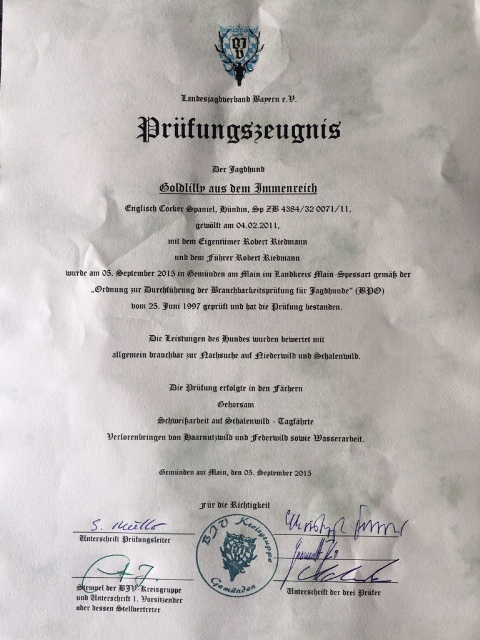 BJV
Landesjagdverband Bayern e.V.
Prüfungszeugnis
Der Jagdhund
Goldlilly aus dem Immenreich
Englisch Cocker Spaniel, Hündin, Sp ZB 4384/32 0071/11,
gewölft am 04.02.2011,
mit dem Eigentümer Robert Riedmann
und dem Führer Robert Riedmann
wurde am 05. September 2015 in Gemünden am Main im Landkreis Main-Spessart gemäß der
„Ordnung zur Durchführung der Brauchbarkeitsprüfung für Jagdhunde“ (BPO)
vom 25. Juni 1997 geprüft und hat die Prüfung bestanden.
Die Leistungen des Hundes wurden bewertet mit
allgemein brauchbar zur Nachsuche auf Niederwild und Schalenwild.
Die Prüfung erfolgte in den Fächern
Gehorsam
Schweißarbeit auf Schalenwild - Tagfährte
Verlorenbringen von Haarnutzwild und Federwild sowie Wasserarbeit.
Gemünden am Main, den 05. September 2015
Für die Richtigkeit
S. Müller
Unterschrift Prüfungsleiter
BJV Kreisgruppe
Gemünden
Stempel der BJV Kreisgruppe
und Unterschrift 1. Vorsitzender
oder dessen Stellvertreter
Unterschrift der drei Prüfer